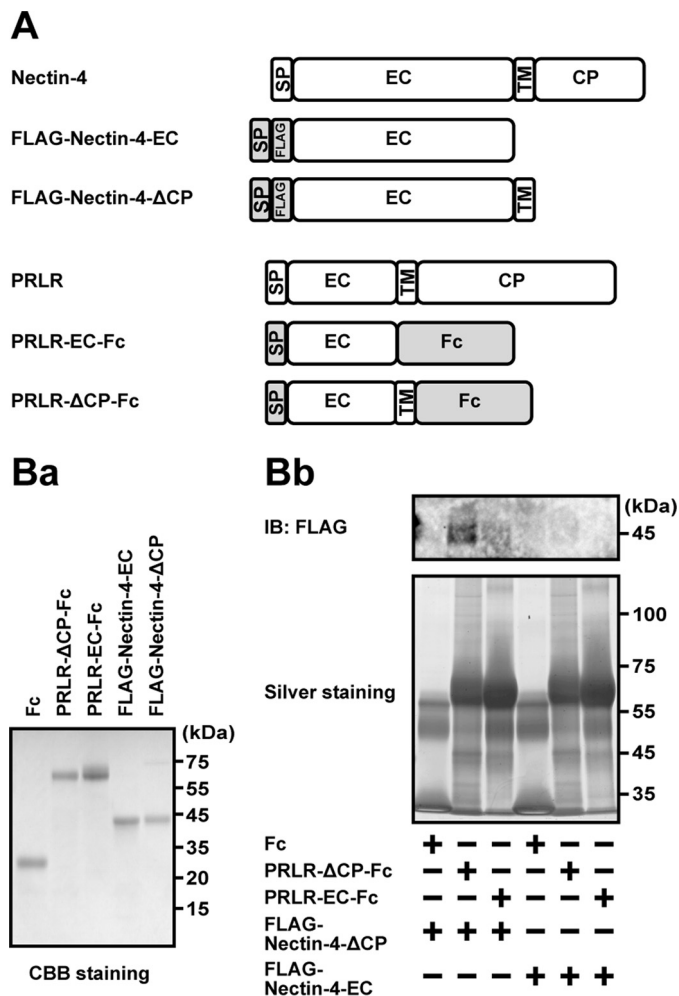 A
Nectin-4 SP EC TM CP
FLAG-Nectin-4-EC SP FLAG EC
FLAG-Nectin-4-ΔCP SP FLAG EC TM
PRLR SP EC TM CP
PRLR-EC-Fc SP EC Fc
PRLR-ΔCP-Fc SP EC TM Fc
Ba
Fc
PRLR-ΔCP-Fc
PRLR-EC-Fc
FLAG-Nectin-4-EC
FLAG-Nectin-4-ΔCP
(kDa)
75
55
45
35
20
15
CBB staining
Bb
(kDa)
IB: FLAG 45
100
75
Silver staining
55
45
35
Fc + − − + − −
PRLR-ΔCP-Fc − + − − + −
PRLR-EC-Fc − − + − − +
FLAG-
Nectin-4-ΔCP + + + − − −
FLAG-
Nectin-4-EC − − − + + +